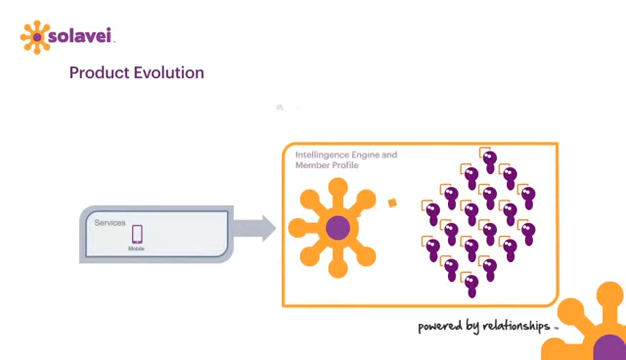 solavei
Product Evolution
Intellingence Engine and
Member Profile
Services
Mobile
powered by relationships